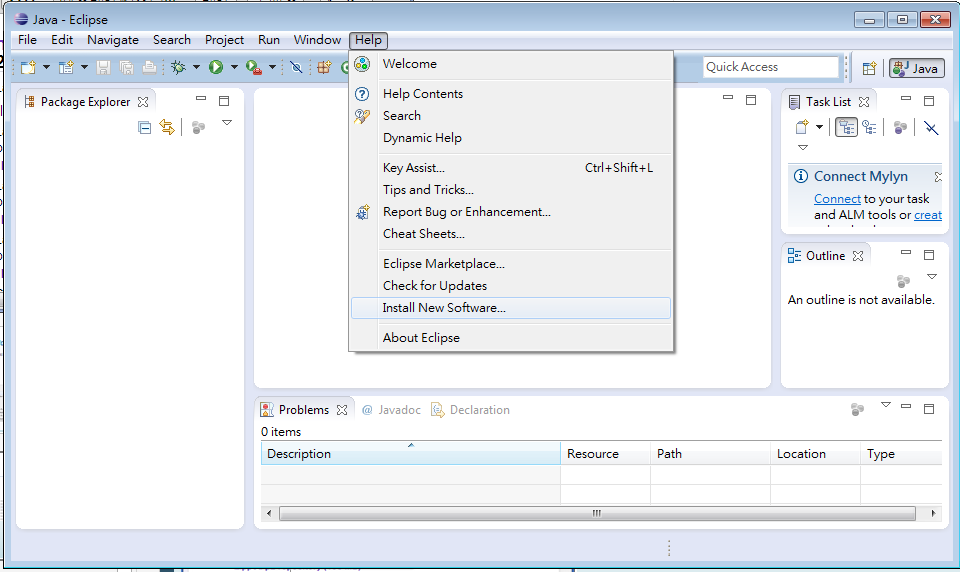 Java - Eclipse
File Edit Navigate Search Project Run Window Help
Quick Access
Java
Welcome
Help Contents
Search
Dynamic Help
Key Assist... Ctrl+Shift+L
Tips and Tricks...
Report Bug or Enhancement...
Cheat Sheets...
Eclipse Marketplace...
Check for Updates
Install New Software...
About Eclipse
Package Explorer
Task List
Connect Mylyn
Connect to your task
and ALM tools or creat
Outline
An outline is not available.
Problems @ Javadoc Declaration
0 items
Description Resource Path Location Type